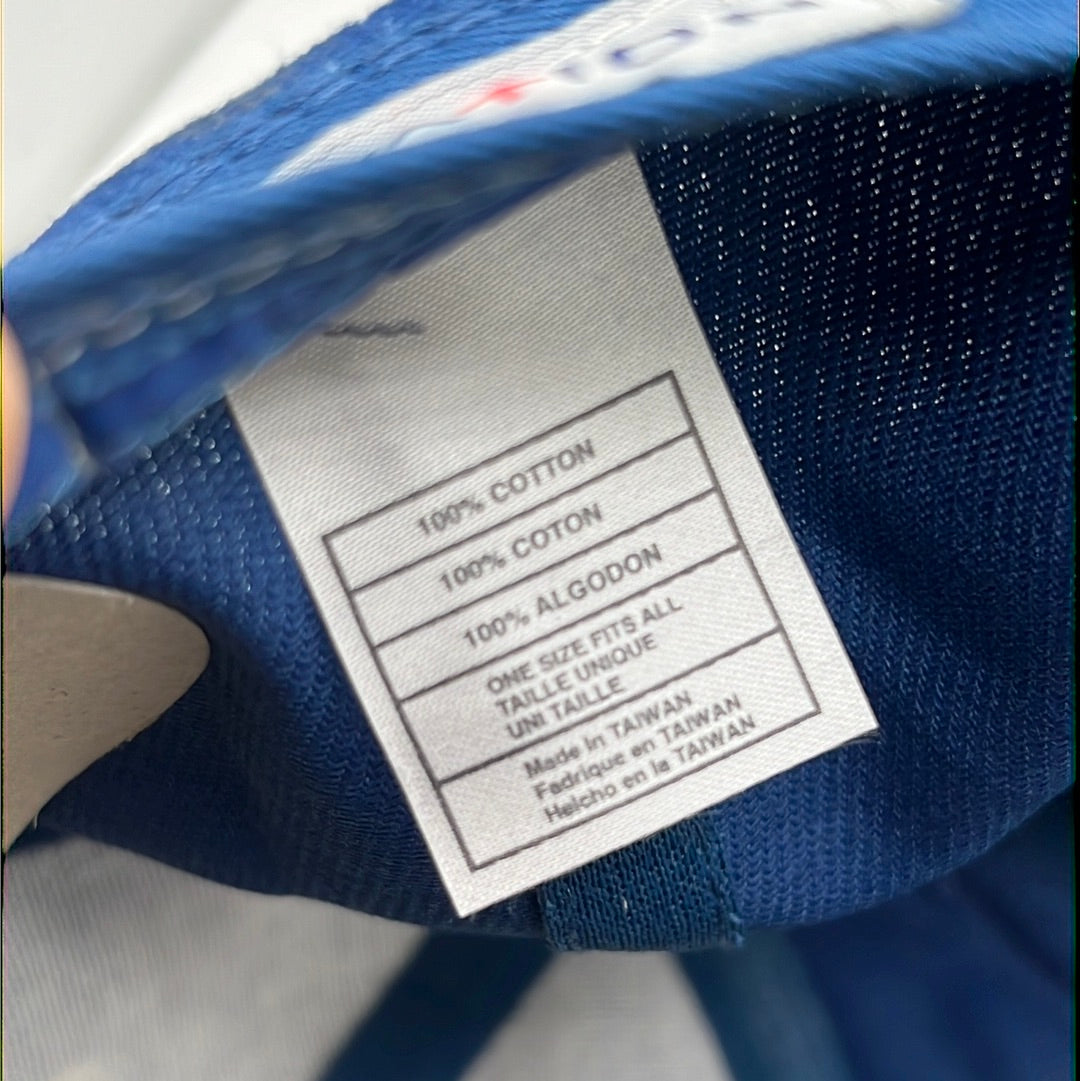 100% COTTON
100% COTON
100% ALGODON
ONE SIZE FITS ALL
TAILLE UNIQUE
UNI TAILLE
Made In TAIWAN
Fadrique en TAIWAN
Helcho en la TAIWAN